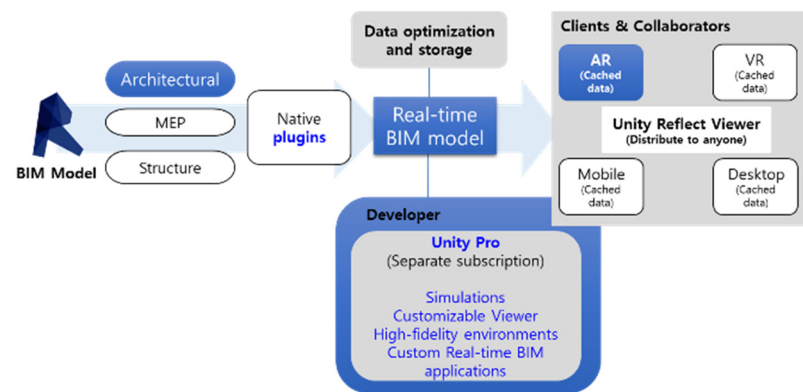 BIM Model
Architectural
MEP
Structure
Native
plugins
Data optimization
and storage
Real-time
BIM model
Developer
Unity Pro
(Separate subscription)
Simulations
Customizable Viewer
High-fidelity environments
Custom Real-time BIM
applications
Clients & Collaborators
AR
(Cached
data)
VR
(Cached
data)
Unity Reflect Viewer
(Distribute to anyone)
Mobile
(Cached
data)
Desktop
(Cached
data)